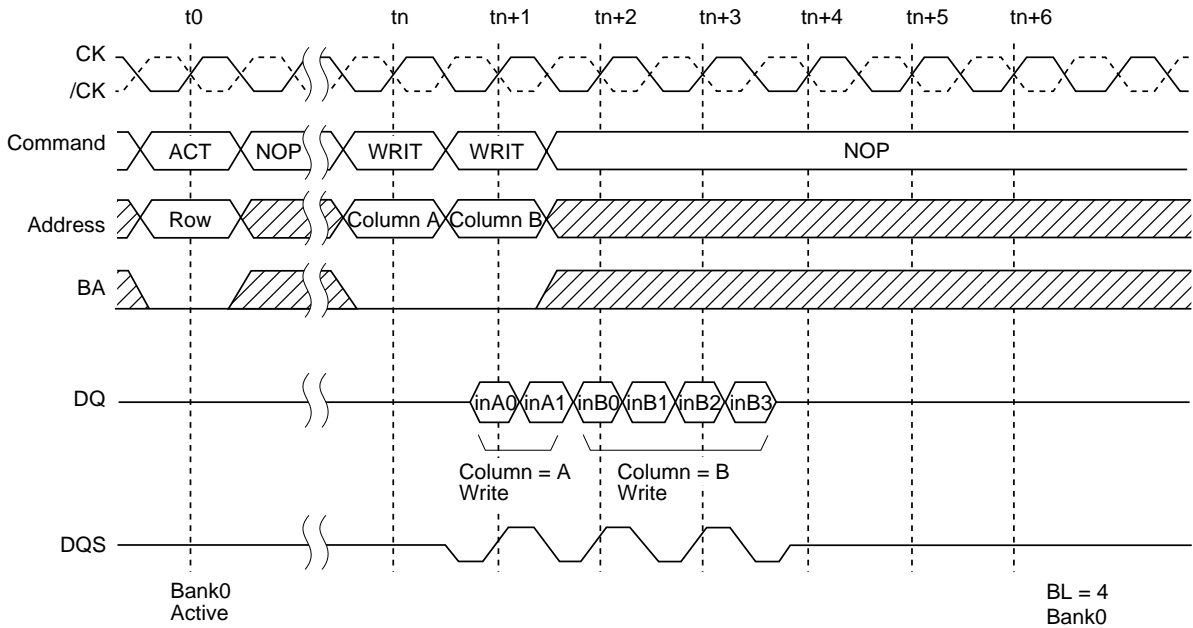 t0 tn tn+1 tn+2 tn+3 tn+4 tn+5 tn+6
CK
/CK
Command ACT NOP WRIT WRIT NOP
Address Row Column A Column B
BA
DQ inA0 inA1 inB0 inB1 inB2 inB3
Column = A Column = B
Write Write
DQS
Bank0 BL = 4
Active Bank0